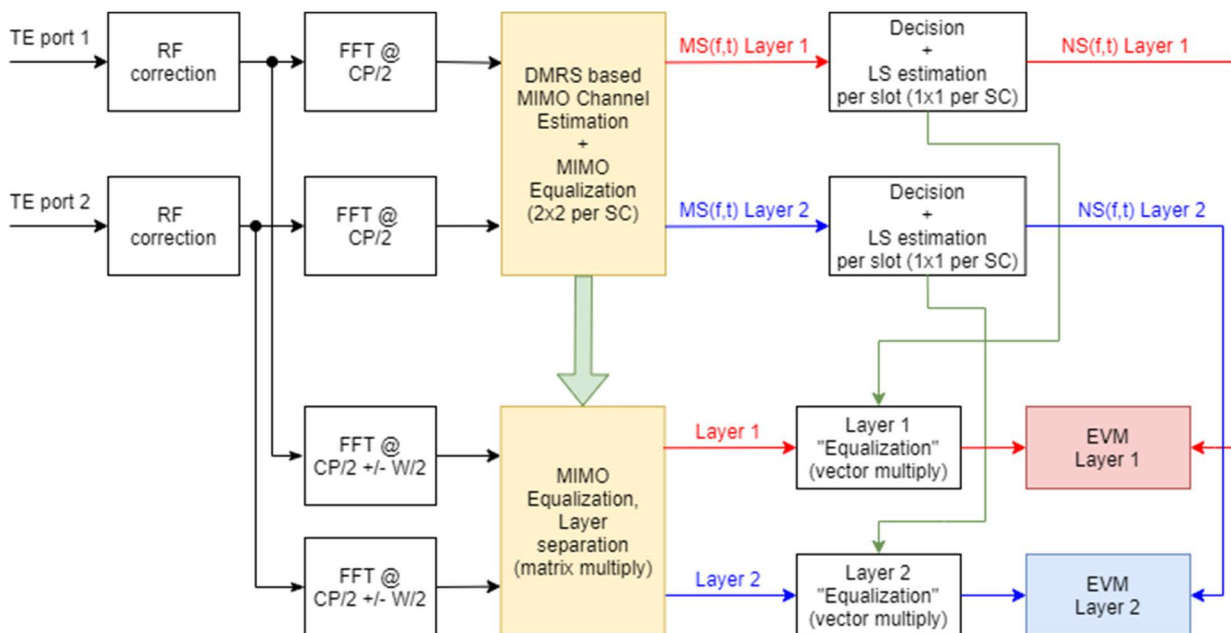 TE port 1
RF
correction
FFT @
CP/2
DMRS based
MIMO Channel
Estimation
+
MIMO
Equalization
(2x2 per SC)
MS(f,t) Layer 1
Decision
+
LS estimation
per slot (1x1 per SC)
NS(f,t) Layer 1
TE port 2
RF
correction
FFT @
CP/2
MS(f,t) Layer 2
Decision
+
LS estimation
per slot (1x1 per SC)
NS(f,t) Layer 2
FFT @
CP/2 +/- W/2
MIMO
Equalization,
Layer
separation
(matrix multiply)
Layer 1
Layer 1
"Equalization"
(vector multiply)
EVM
Layer 1
FFT @
CP/2 +/- W/2
Layer 2
Layer 2
"Equalization"
(vector multiply)
EVM
Layer 2